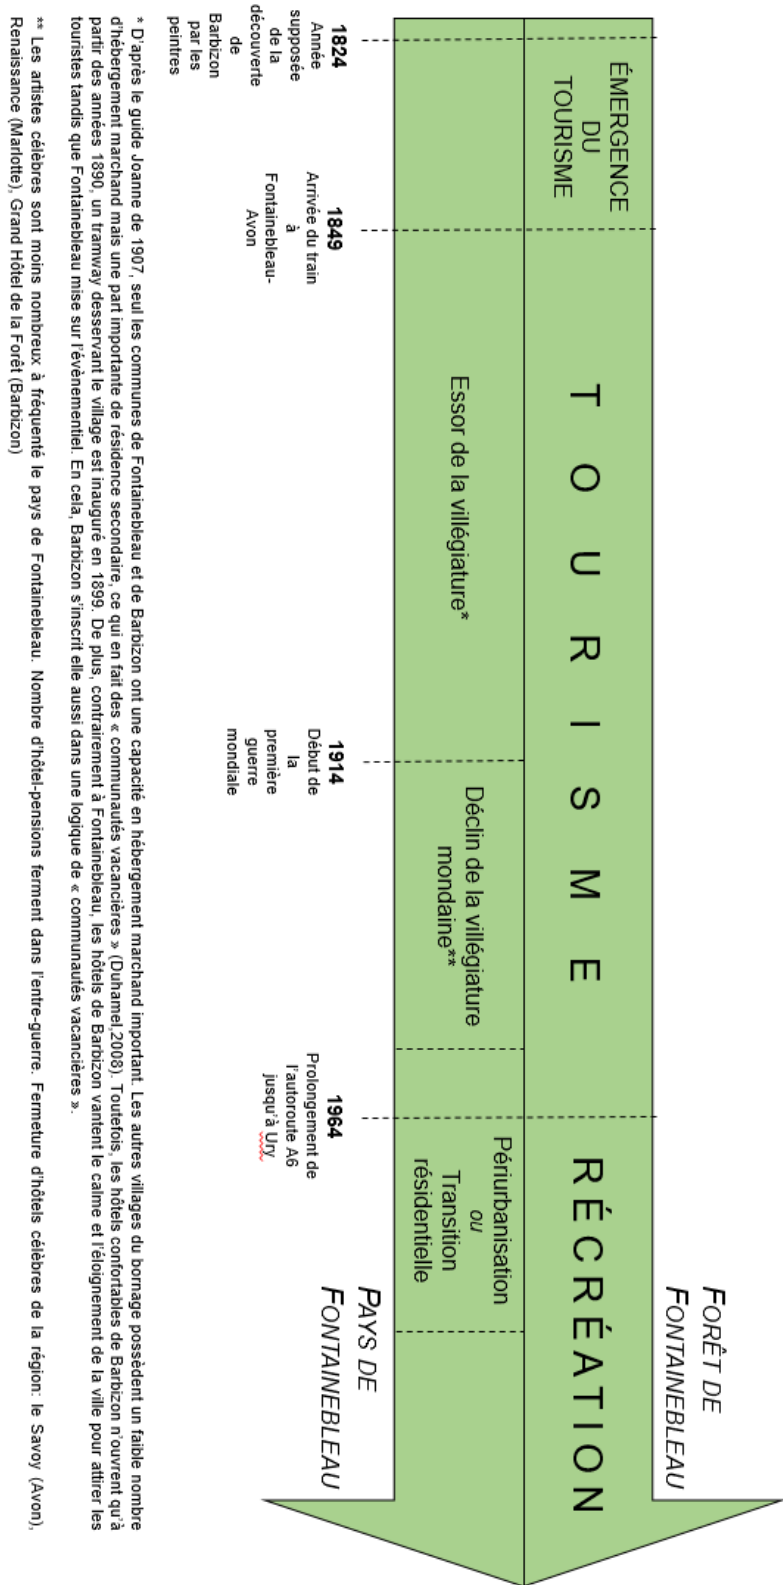 FORÊT DE
FONTAINEBLEAU
ÉMERGENCE
DU
TOURISME
TOURISME
RÉCRÉATION
Essor de la villégiature*
Déclin de la villégiature
mondaine**
Périurbanisation
ou
Transition
résidentielle
PAYS DE
FONTAINEBLEAU
1824
Année
supposée
de la
découverte
de
Barbizon
par les
peintres
1849
Arrivée du train
à
Fontainebleau-
Avon
1914
Début de
la
première
guerre
mondiale
1964
Prolongement de
l'autoroute A6
jusqu'à Ury
* D'après le guide Joanne de 1907, seul les communes de Fontainebleau et de Barbizon ont une capacité en hébergement marchand important. Les autres villages du bornage possèdent un faible nombre
d'hébergement marchand mais une part importante de résidence secondaire, ce qui en fait des « communautés vacancières » (Duhamel,2008). Toutefois, les hôtels confortables de Barbizon n'ouvrent qu'à
partir des années 1890, un tramway desservant le village est inauguré en 1899. De plus, contrairement à Fontainebleau, les hôtels de Barbizon vantent le calme et l'éloignement de la ville pour attirer les
touristes tandis que Fontainebleau mise sur l'évènementiel. En cela, Barbizon s'inscrit elle aussi dans une logique de « communautés vacancières ».
** Les artistes célèbres sont moins nombreux à fréquenté le pays de Fontainebleau. Nombre d'hôtel-pensions ferment dans l'entre-guerre. Fermeture d'hôtels célèbres de la région: le Savoy (Avon),
Renaissance (Marlotte), Grand Hôtel de la Forêt (Barbizon)